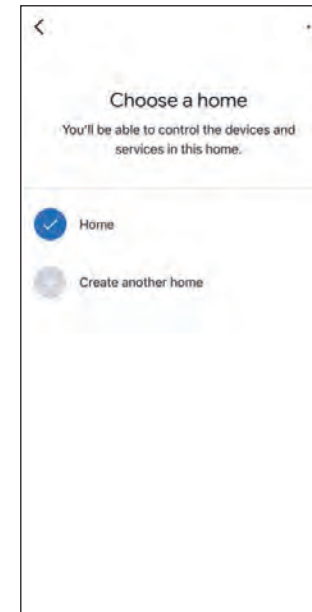 Choose a home
You'll be able to control the devices and
services in this home.
Home
Create another home